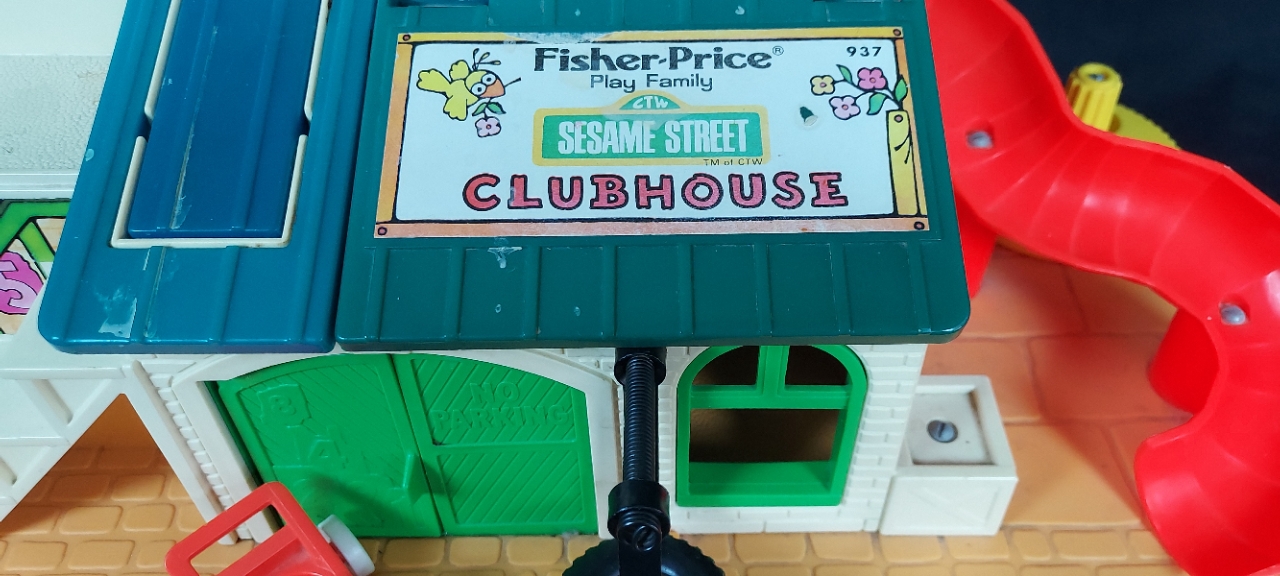 Fisher-Price®
937
Play Family
CTW
SESAME STREET
TM of CTW
CLUBHOUSE
NO
PARKING